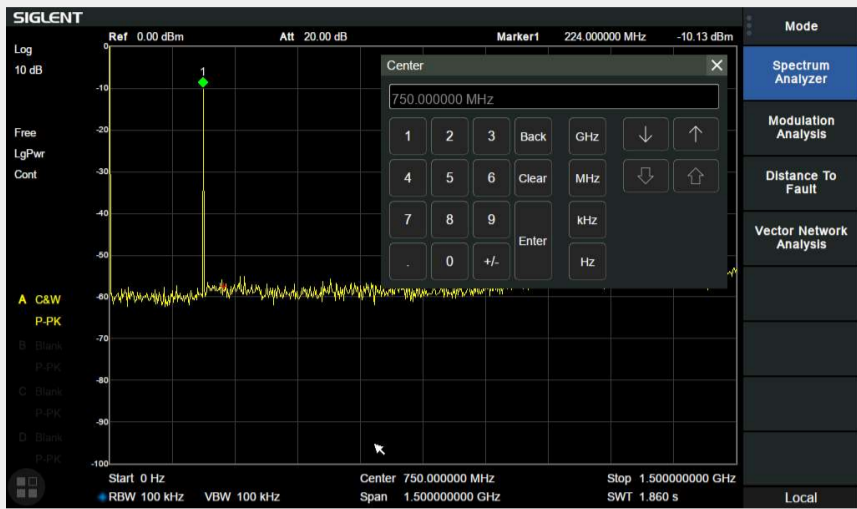 SIGLENT
Ref 0.00 dBm Att 20.00 dB Marker1 224.000000 MHz -10.13 dBm
Log
10 dB
Free
LgPwr
Cont
A C&W
P-PK
B Blank
P-PK
C Blank
P-PK
D Blank
P-PK
0
-10
-20
-30
-40
-50
-60
-70
-80
-90
-100
1
Center
750.000000 MHz
1 2 3 Back GHz
4 5 6 Clear MHz
7 8 9 Enter kHz
. 0 +/- Hz
Start 0 Hz Center 750.000000 MHz Stop 1.500000000 GHz
RBW 100 kHz VBW 100 kHz Span 1.500000000 GHz SWT 1.860 s
Mode
Spectrum
Analyzer
Modulation
Analysis
Distance To
Fault
Vector Network
Analysis
Local